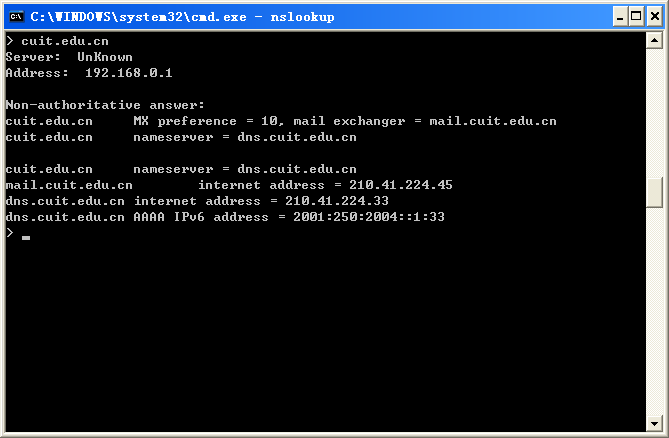 C:\WINDOWS\system32\cmd.exe - nslookup
> cuit.edu.cn
Server:  UnKnown
Address:  192.168.0.1
Non-authoritative answer:
cuit.edu.cn     MX preference = 10, mail exchanger = mail.cuit.edu.cn
cuit.edu.cn     nameserver = dns.cuit.edu.cn
cuit.edu.cn     nameserver = dns.cuit.edu.cn
mail.cuit.edu.cn        internet address = 210.41.224.45
dns.cuit.edu.cn internet address = 210.41.224.33
dns.cuit.edu.cn AAAA IPv6 address = 2001:250:2004::1:33
>